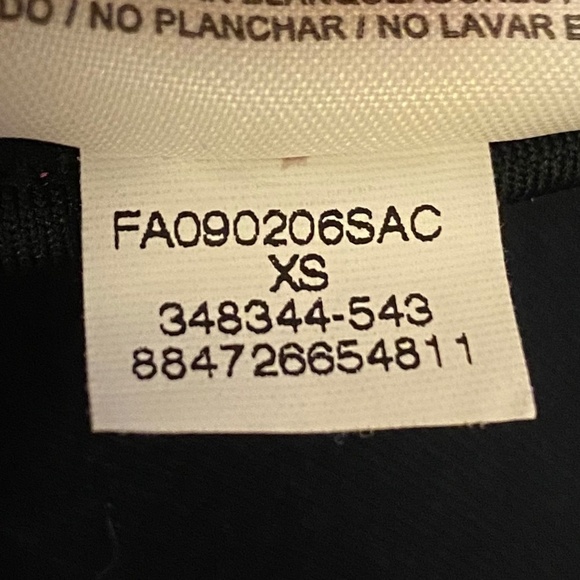 DO / NO PLANCHAR / NO LAVAR E
FA090206SAC
XS
348344-543
884726654811